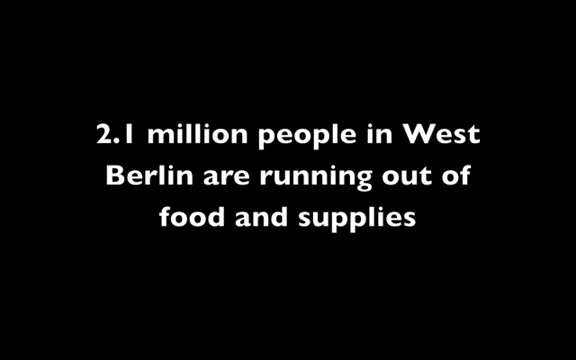 2.1 million people in West
Berlin are running out of
food and supplies